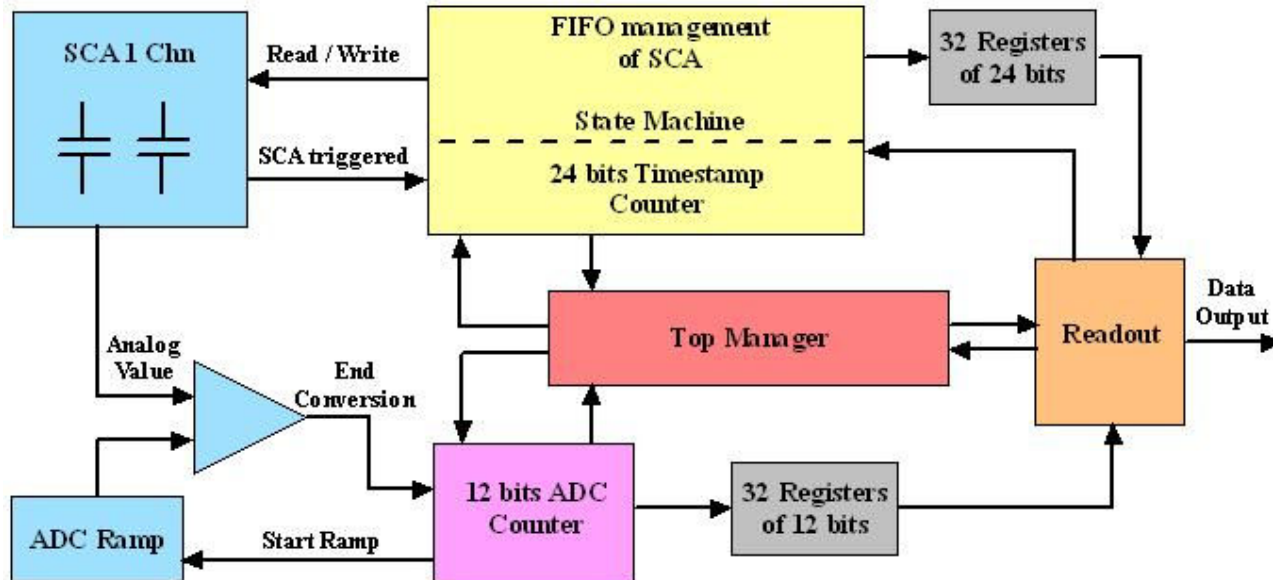 SCA 1 Chn
Read / Write
SCA triggered
FIFO management
of SCA
State Machine
24 bits Timestamp
Counter
32 Registers
of 24 bits
Top Manager
Readout
Data
Output
Analog
Value
End
Conversion
12 bits ADC
Counter
32 Registers
of 12 bits
ADC Ramp
Start Ramp